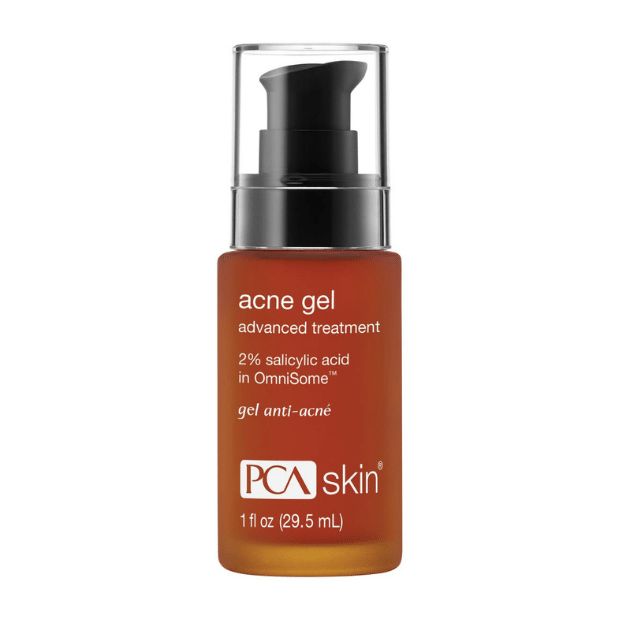 acne gel
advanced treatment
2% salicylic acid
in OmniSome™
gel anti-acné
PCA skin®
1 fl oz (29.5 mL)